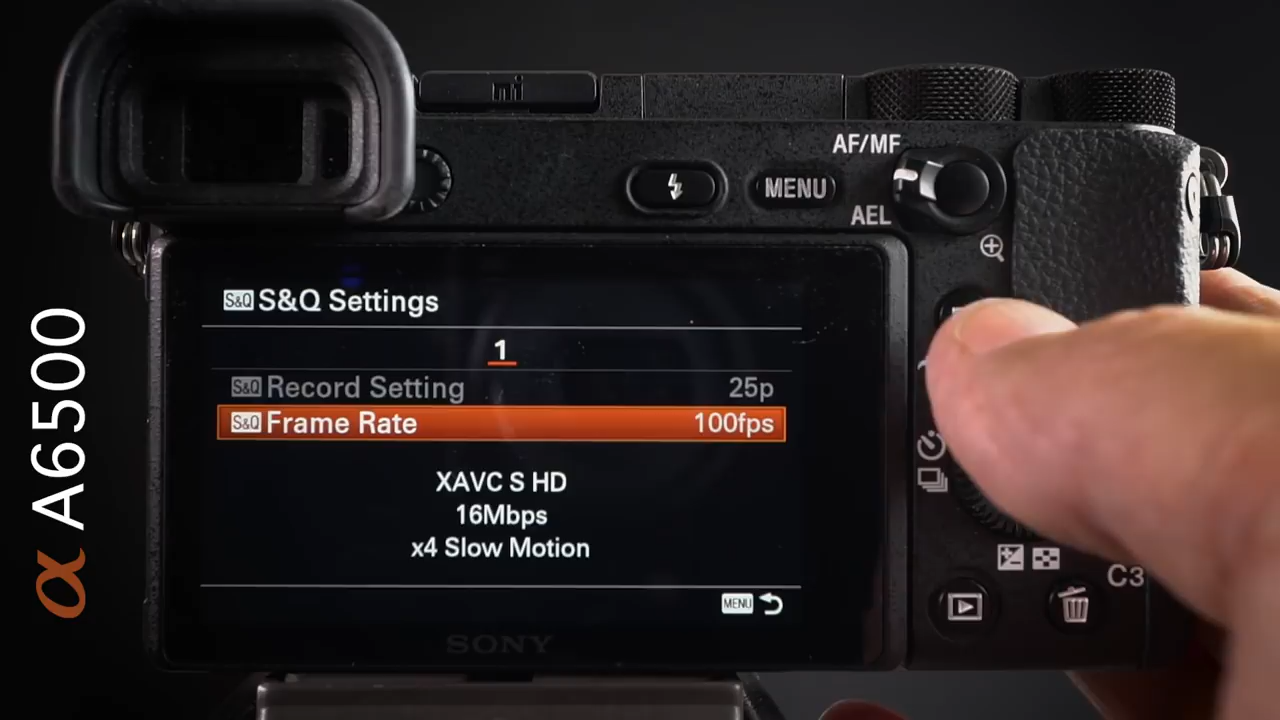 AF/MF
MENU
AEL
S&Q S&Q Settings
1
S&Q Record Setting 25p
S&Q Frame Rate 100fps
XAVC S HD
16Mbps
x4 Slow Motion
MENU
SONY
C3
α A6500